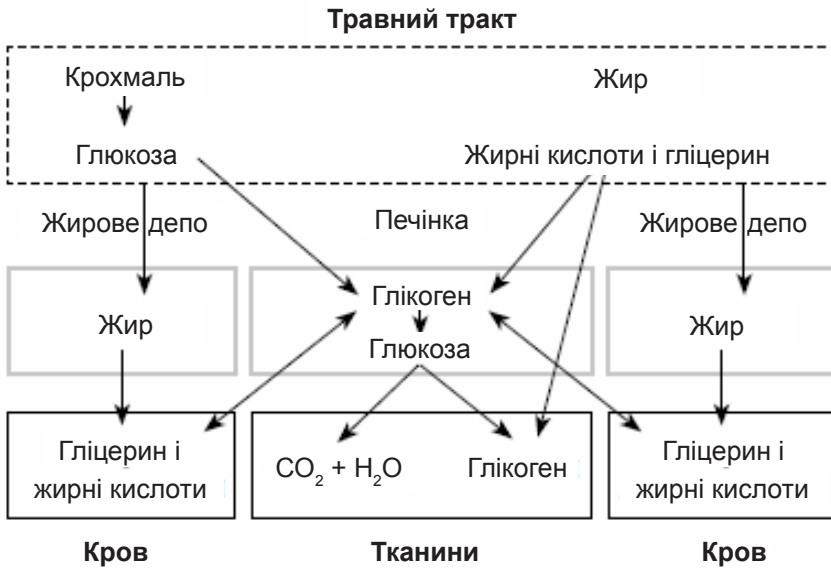 Травний тракт
Крохмаль
Жир
Глюкоза
Жирні кислоти і гліцерин
Жирове депо
Печінка
Жирове депо
Жир
Глікоген
Глюкоза
Жир
Гліцерин і
жирні кислоти
CO₂ + H₂O
Глікоген
Гліцерин і
жирні кислоти
Кров
Тканини
Кров